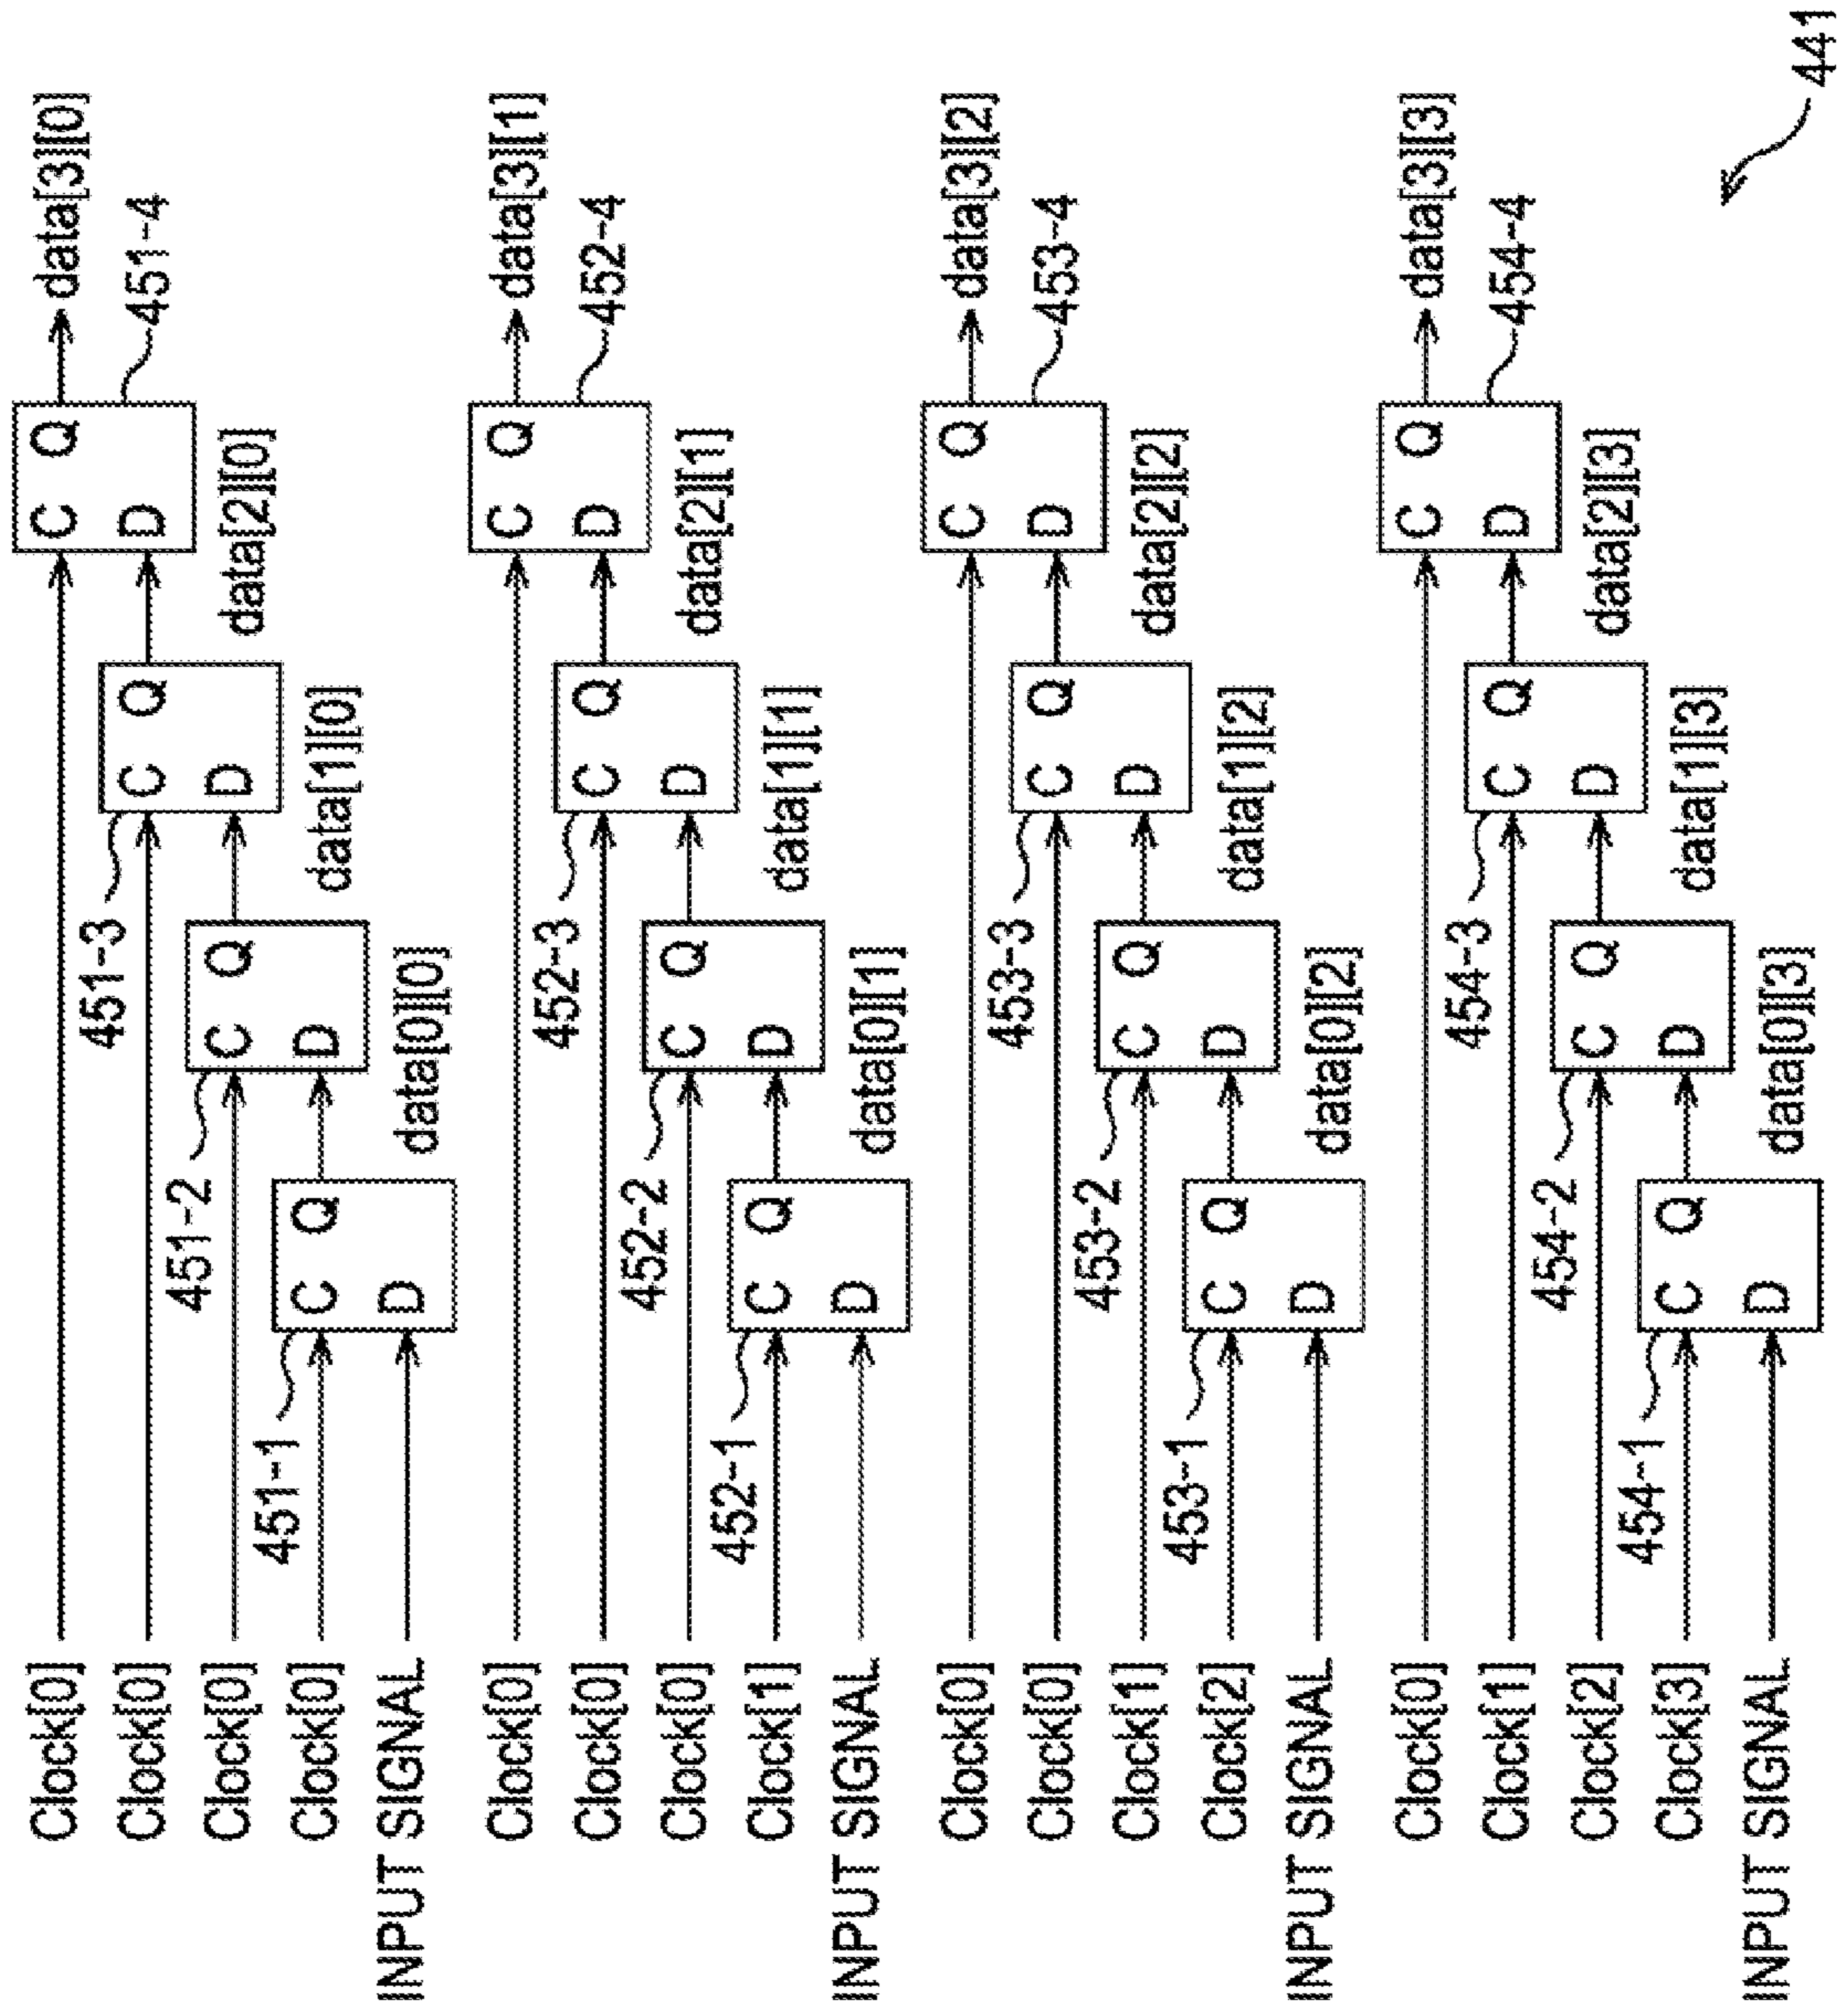 Clock[0]
Clock[0]
Clock[0]
Clock[0]
INPUT SIGNAL
451-1
C Q
D
data[0][0]
451-2
C Q
D
data[1][0]
451-3
C Q
D
data[2][0]
C Q
D
451-4
data[3][0]
Clock[0]
Clock[0]
Clock[0]
Clock[1]
INPUT SIGNAL
452-1
C Q
D
data[0][1]
452-2
C Q
D
data[1][1]
452-3
C Q
D
data[2][1]
C Q
D
452-4
data[3][1]
Clock[0]
Clock[0]
Clock[1]
Clock[2]
INPUT SIGNAL
453-1
C Q
D
data[0][2]
453-2
C Q
D
data[1][2]
453-3
C Q
D
data[2][2]
C Q
D
453-4
data[3][2]
Clock[0]
Clock[1]
Clock[2]
Clock[3]
INPUT SIGNAL
454-1
C Q
D
data[0][3]
454-2
C Q
D
data[1][3]
454-3
C Q
D
data[2][3]
C Q
D
454-4
data[3][3]
441